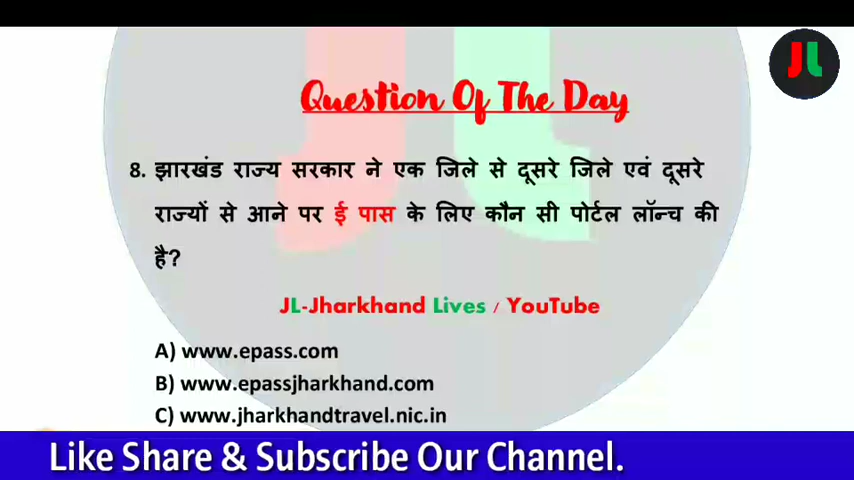 JL
Question Of The Day
8. झारखंड राज्य सरकार ने एक जिले से दूसरे जिले एवं दूसरे
राज्यों से आने पर ई पास के लिए कौन सी पोर्टल लॉन्च की
है?
JL-Jharkhand Lives / YouTube
A) www.epass.com
B) www.epassjharkhand.com
C) www.jharkhandtravel.nic.in
Like Share & Subscribe Our Channel.